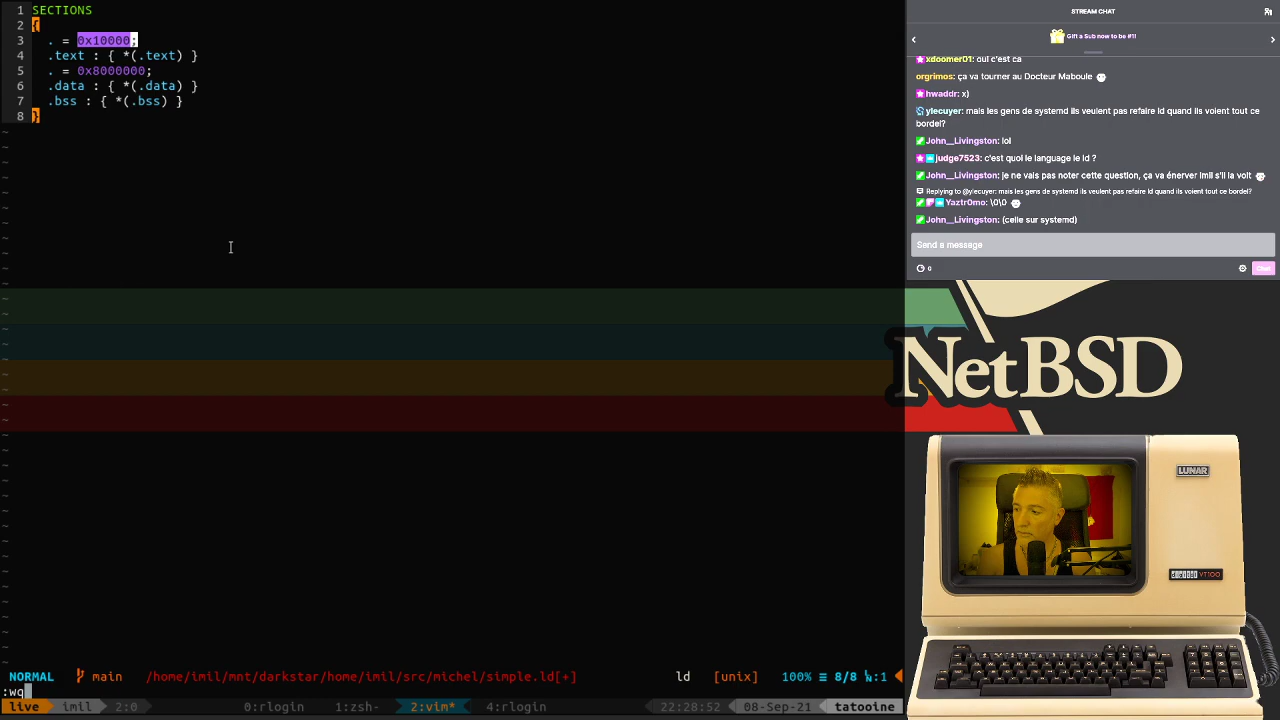 1 SECTIONS
2 {
3 . = 0x10000;
4 .text : { *(.text) }
5 . = 0x8000000;
6 .data : { *(.data) }
7 .bss : { *(.bss) }
8 }
NORMAL main /home/imil/mnt/darkstar/home/imil/src/michel/simple.ld[+] ld [unix] 100% ≡ 8/8 :1
:wq
live imil 2:0 0:rlogin 1:zsh- 2:vim* 4:rlogin 22:28:52 08-Sep-21 tatooine
STREAM CHAT
Gift a Sub now to be #1!
xdoomer01: oui c'est ca
orgrimos: ça va tourner au Docteur Maboule
hwaddr: x)
ylecuyer: mais les gens de systemd ils veulent pas refaire ld quand ils voient tout ce
bordel?
John__Livingston: lol
judge7523: c'est quoi le language le ld ?
John__Livingston: je ne vais pas noter cette question, ça va énerver imil s'il la voit
Replying to @ylecuyer: mais les gens de systemd ils veulent pas refaire ld quand ils voient tout ce bordel?
Yaztr0mo: \0\0
John__Livingston: (celle sur systemd)
Send a message
0
Chat
NetBSD
LUNAR
digital VT100